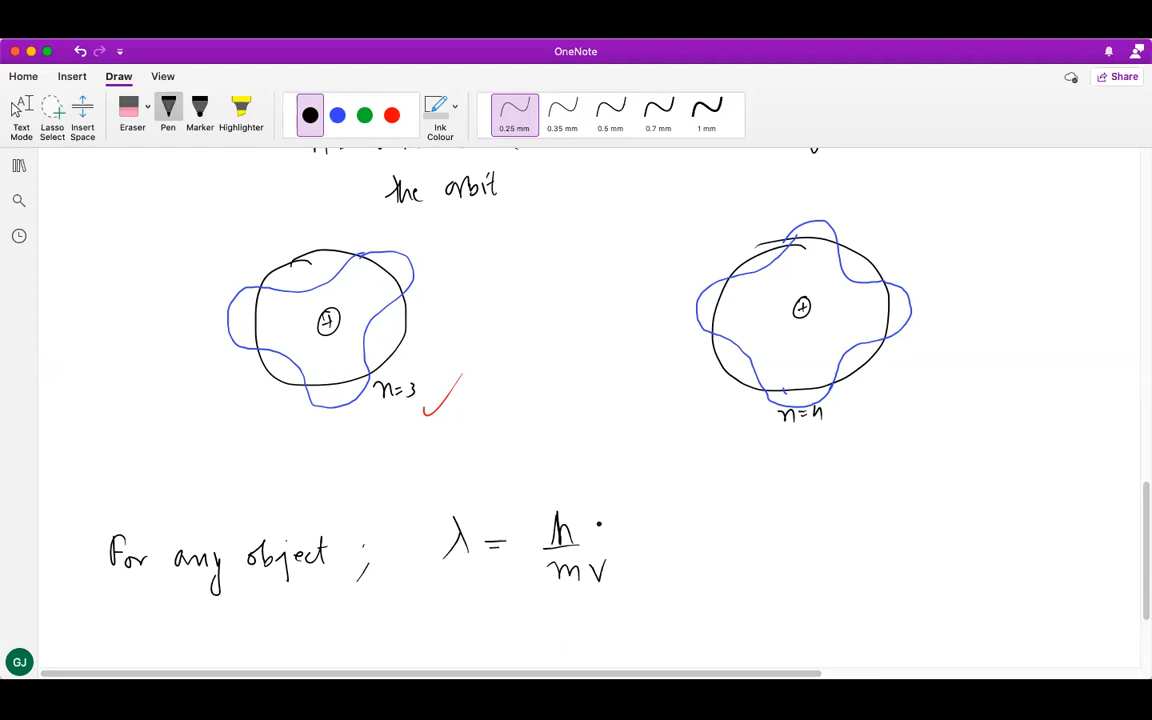 OneNote
Home Insert Draw View
Share
Text Mode
Lasso Select
Insert Space
Eraser
Pen
Marker
Highlighter
Ink Colour
0.25 mm
0.35 mm
0.5 mm
0.7 mm
1 mm
the orbit
+
+
n=3
n=4
For any object ; λ = h / mv
GJ